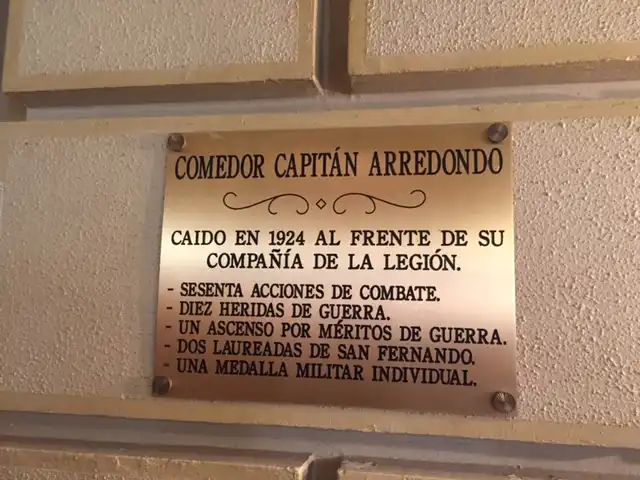 COMEDOR CAPITÁN ARREDONDO
CAIDO EN 1924 AL FRENTE DE SU
COMPAÑÍA DE LA LEGIÓN.
- SESENTA ACCIONES DE COMBATE.
- DIEZ HERIDAS DE GUERRA.
- UN ASCENSO POR MÉRITOS DE GUERRA.
- DOS LAUREADAS DE SAN FERNANDO.
- UNA MEDALLA MILITAR INDIVIDUAL.